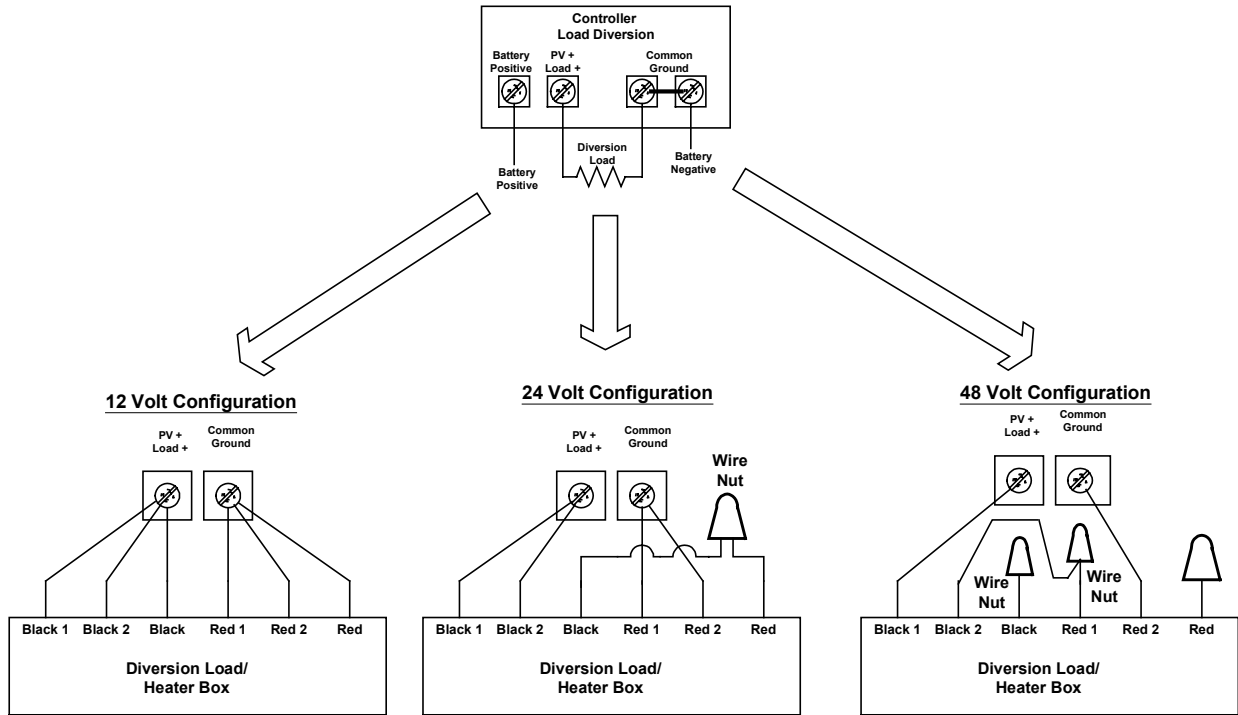 Controller
Load Diversion
Battery
Positive
PV +
Load +
Common
Ground
Diversion
Load
Battery
Positive
Battery
Negative
12 Volt Configuration
PV +
Load +
Common
Ground
Black 1 Black 2 Black Red 1 Red 2 Red
Diversion Load/
Heater Box
24 Volt Configuration
PV +
Load +
Common
Ground
Wire
Nut
Black 1 Black 2 Black Red 1 Red 2 Red
Diversion Load/
Heater Box
48 Volt Configuration
PV +
Load +
Common
Ground
Wire
Nut
Wire
Nut
Black 1 Black 2 Black Red 1 Red 2 Red
Diversion Load/
Heater Box